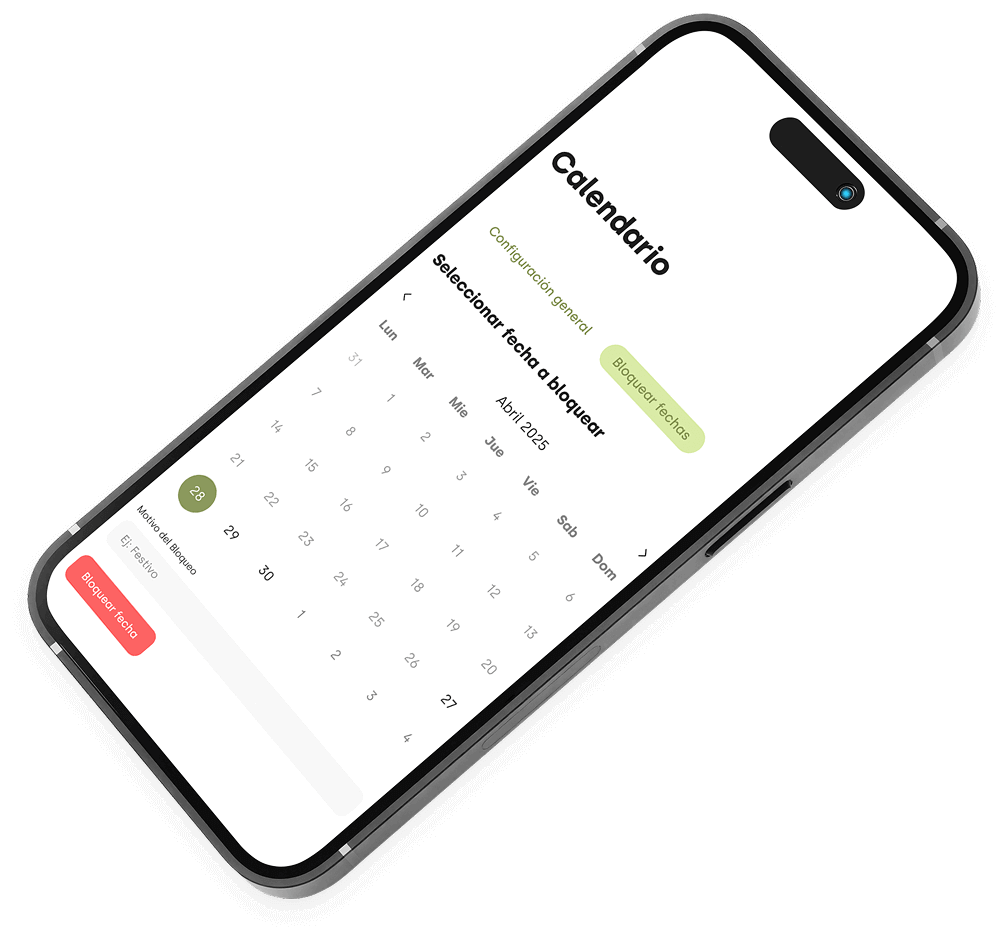 Calendario
Configuración general Bloquear fechas
Seleccionar fecha a bloquear
‹ Abril 2025 ›
Lun Mar Mie Jue Vie Sab Dom
31 1 2 3 4 5 6
7 8 9 10 11 12 13
14 15 16 17 18 19 20
21 22 23 24 25 26 27
28 29 30 1 2 3 4
Motivo del Bloqueo
Ej: Festivo
Bloquear fecha